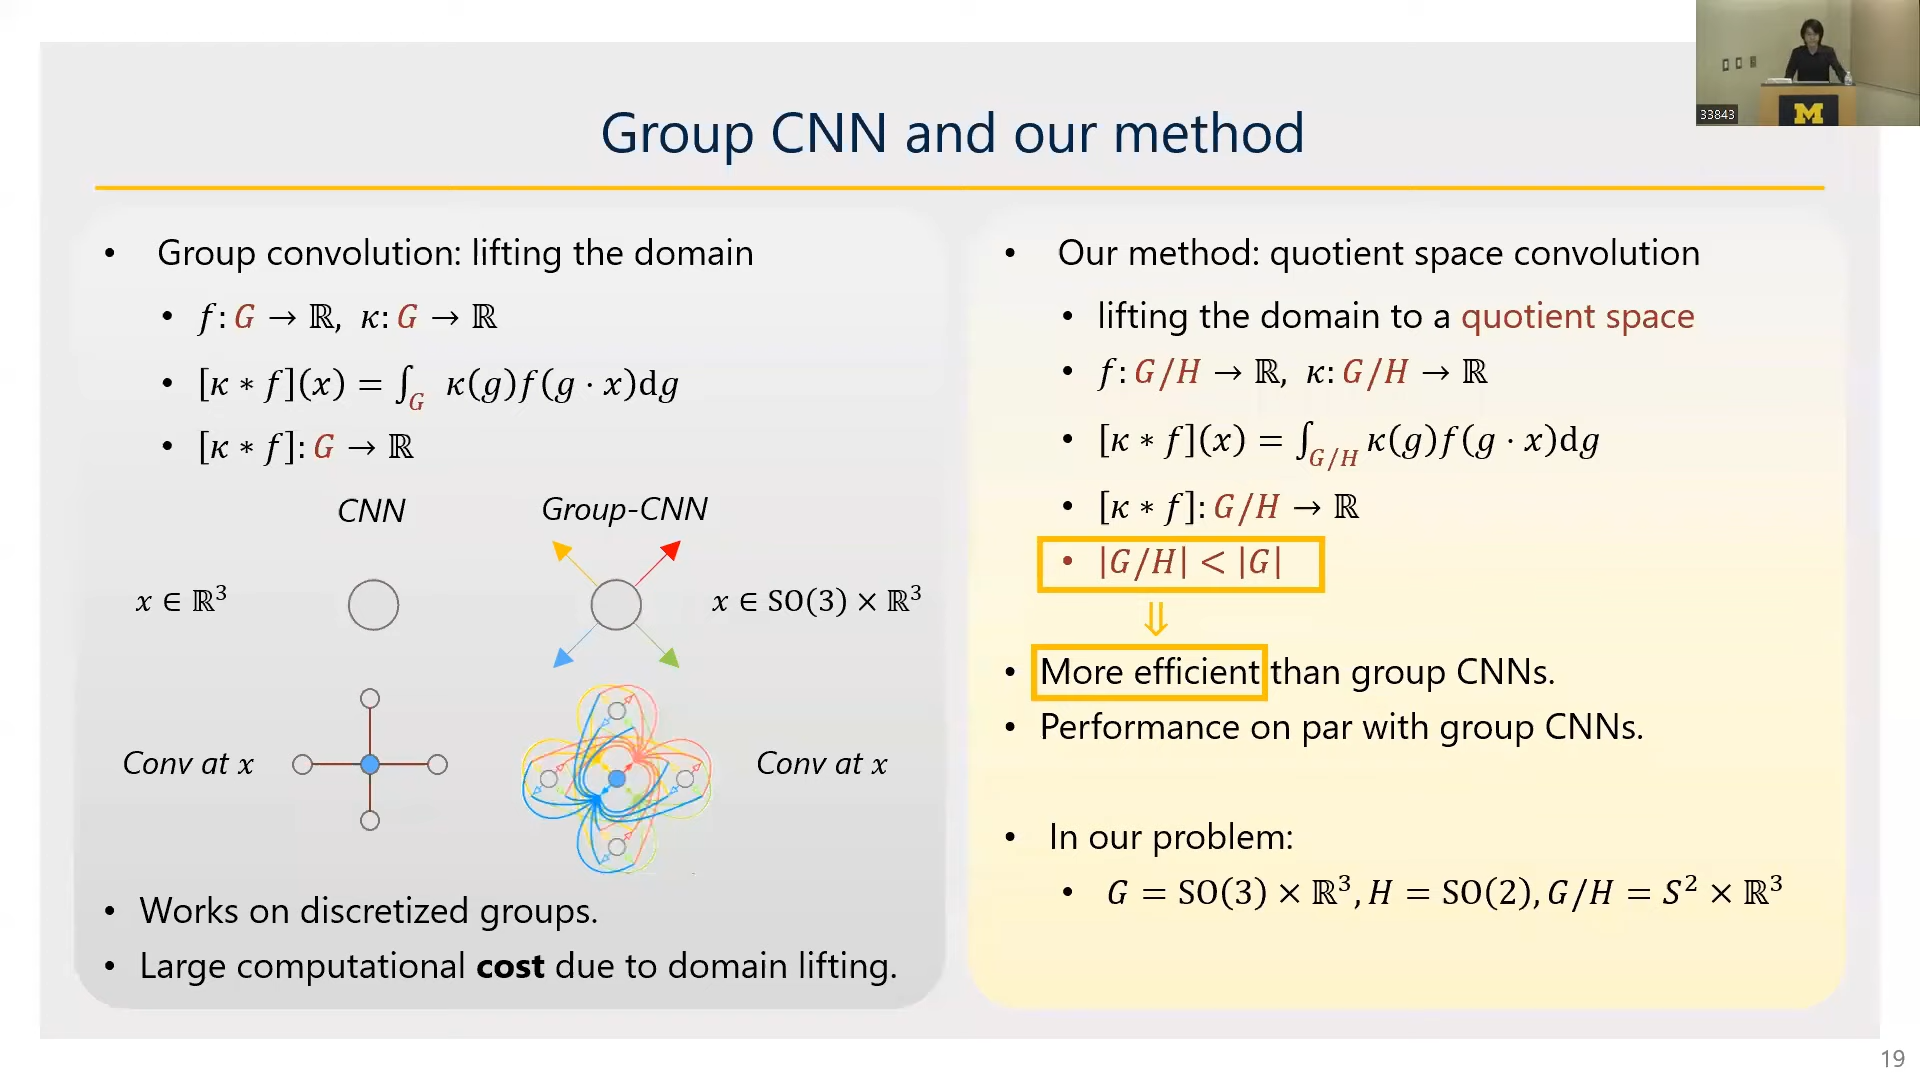 33843
M
Group CNN and our method
• Group convolution: lifting the domain
• f: G → ℝ, κ: G → ℝ
• [κ ∗ f](x) = ∫_G κ(g)f(g · x)dg
• [κ ∗ f]: G → ℝ
CNN
Group-CNN
x ∈ ℝ³
x ∈ SO(3) × ℝ³
Conv at x
Conv at x
• Works on discretized groups.
• Large computational cost due to domain lifting.
• Our method: quotient space convolution
• lifting the domain to a quotient space
• f: G/H → ℝ, κ: G/H → ℝ
• [κ ∗ f](x) = ∫_{G/H} κ(g)f(g · x)dg
• [κ ∗ f]: G/H → ℝ
• |G/H| < |G|
⇓
• More efficient than group CNNs.
• Performance on par with group CNNs.
• In our problem:
• G = SO(3) × ℝ³, H = SO(2), G/H = S² × ℝ³
19